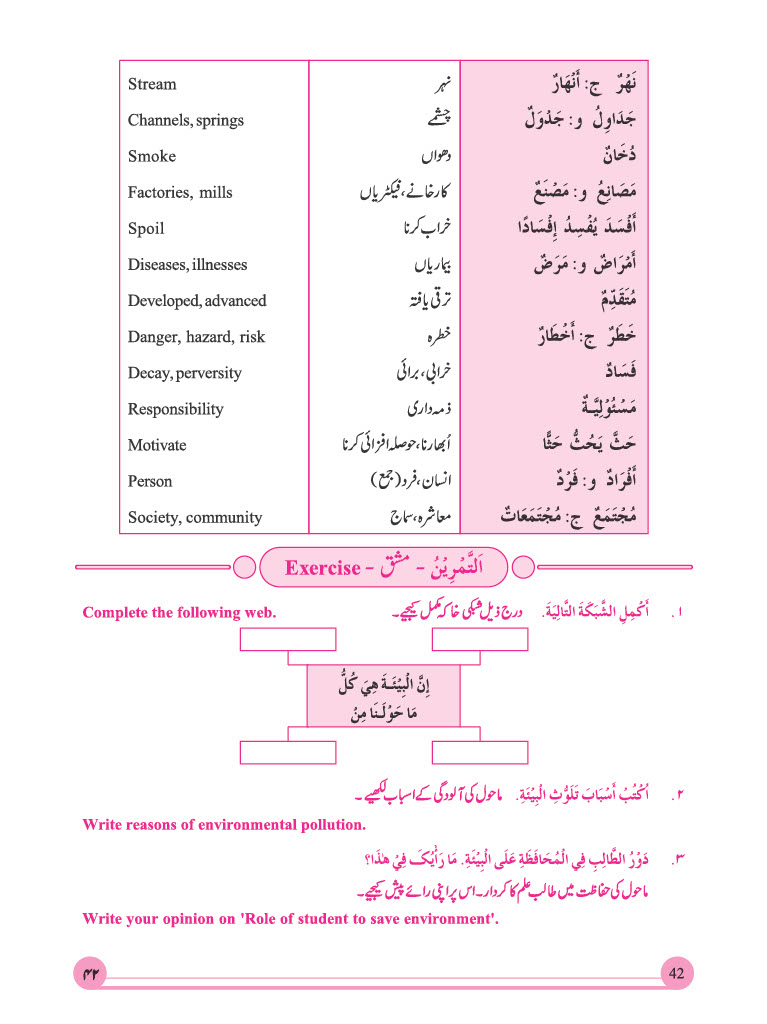 Stream نہر نَهْرٌ ج: أَنْهَارٌ
Channels, springs چشمے جَدَاوِلُ و: جَدْوَلٌ
Smoke دھواں دُخَانٌ
Factories, mills کارخانے، فیکٹریاں مَصَانِعُ و: مَصْنَعٌ
Spoil خراب کرنا أَفْسَدَ يُفْسِدُ إِفْسَادًا
Diseases, illnesses بیماریاں أَمْرَاضٌ و: مَرَضٌ
Developed, advanced ترقی یافتہ مُتَقَدِّمٌ
Danger, hazard, risk خطرہ خَطَرٌ ج: أَخْطَارٌ
Decay, perversity خرابی، برائی فَسَادٌ
Responsibility ذمہ داری مَسْئُوْلِيَّـةٌ
Motivate اُبھارنا، حوصلہ افزائی کرنا حَثَّ يَحُثُّ حَثًّا
Person انسان، فرد (جمع) أَفْرَادٌ و: فَرْدٌ
Society, community معاشرہ، سماج مُجْتَمَعٌ ج: مُجْتَمَعَاتٌ
اَلتَّمْرِيْنُ - مشق - Exercise
۱. أَكْمِلِ الشَّبَكَةَ التَّالِيَةَ. درج ذیل شبکی خاکہ مکمل کیجیے۔ Complete the following web.
إِنَّ الْبِيْئَـةَ هِيَ كُلُّ
مَا حَوْلَـنَا مِنْ
۲. اُكْتُبْ أَسْبَابَ تَلَوُّثِ الْبِيْئَةِ. ماحول کی آلودگی کے اسباب لکھیے۔
Write reasons of environmental pollution.
۳. دَوْرُ الطَّالِبِ فِي الْمُحَافَظَةِ عَلَى الْبِيْئَةِ. مَا رَأْيُکَ فِيْ هٰذَا؟
ماحول کی حفاظت میں طالب علم کا کردار۔ اس پر اپنی رائے پیش کیجیے۔
Write your opinion on 'Role of student to save environment'.
۴۲ 42